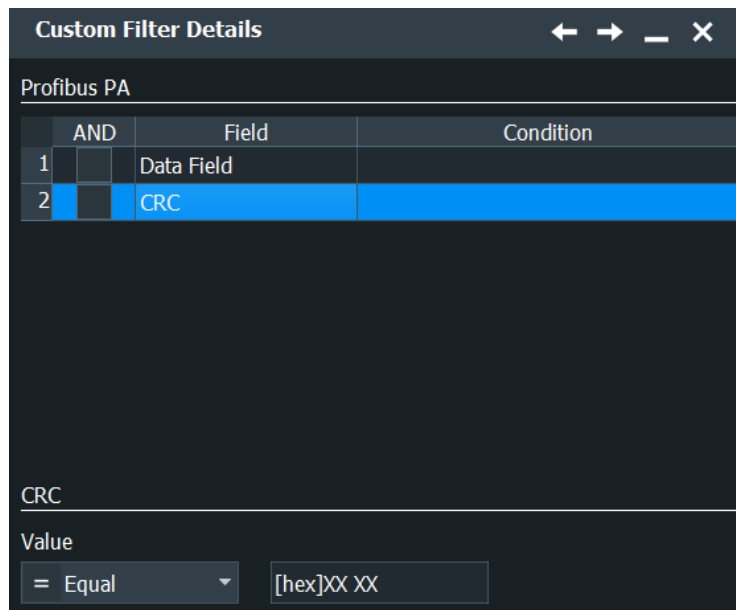 Custom Filter Details
Profibus PA
AND Field Condition
1 Data Field
2 CRC
CRC
Value
= Equal [hex]XX XX